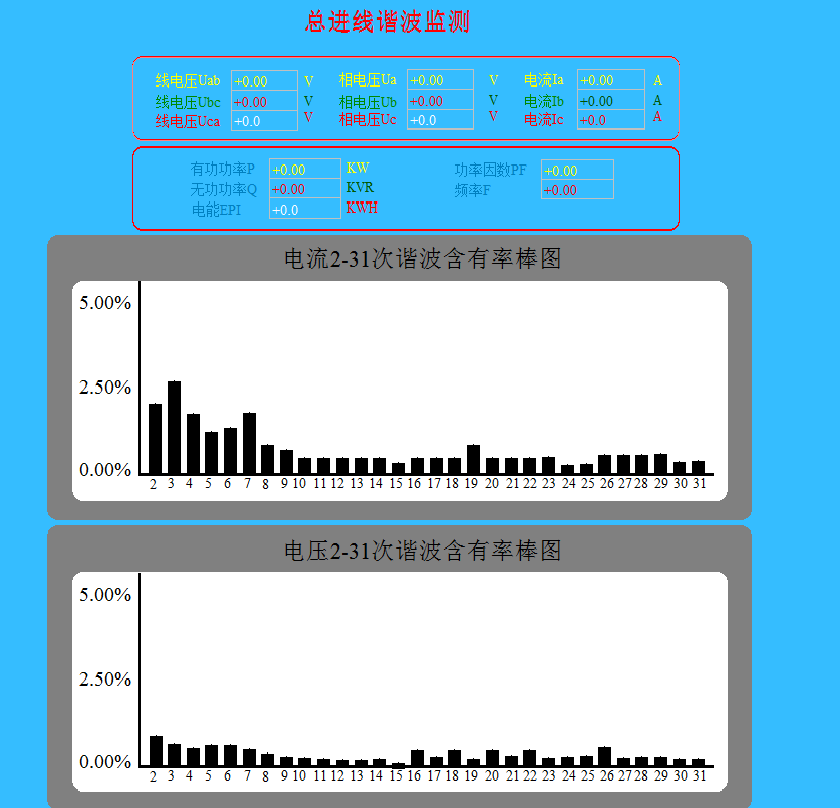 总进线谐波监测
线电压Uab +0.00 V 相电压Ua +0.00 V 电流Ia +0.00 A
线电压Ubc +0.00 V 相电压Ub +0.00 V 电流Ib +0.00 A
线电压Uca +0.0 V 相电压Uc +0.0 V 电流Ic +0.0 A
有功功率P +0.00 KW 功率因数PF +0.00
无功功率Q +0.00 KVR 频率F +0.00
电能EPI +0.0 KWH
电流2-31次谐波含有率棒图
5.00%
2.50%
0.00%
2 3 4 5 6 7 8 9 10 11 12 13 14 15 16 17 18 19 20 21 22 23 24 25 26 27 28 29 30 31
电压2-31次谐波含有率棒图
5.00%
2.50%
0.00%
2 3 4 5 6 7 8 9 10 11 12 13 14 15 16 17 18 19 20 21 22 23 24 25 26 27 28 29 30 31